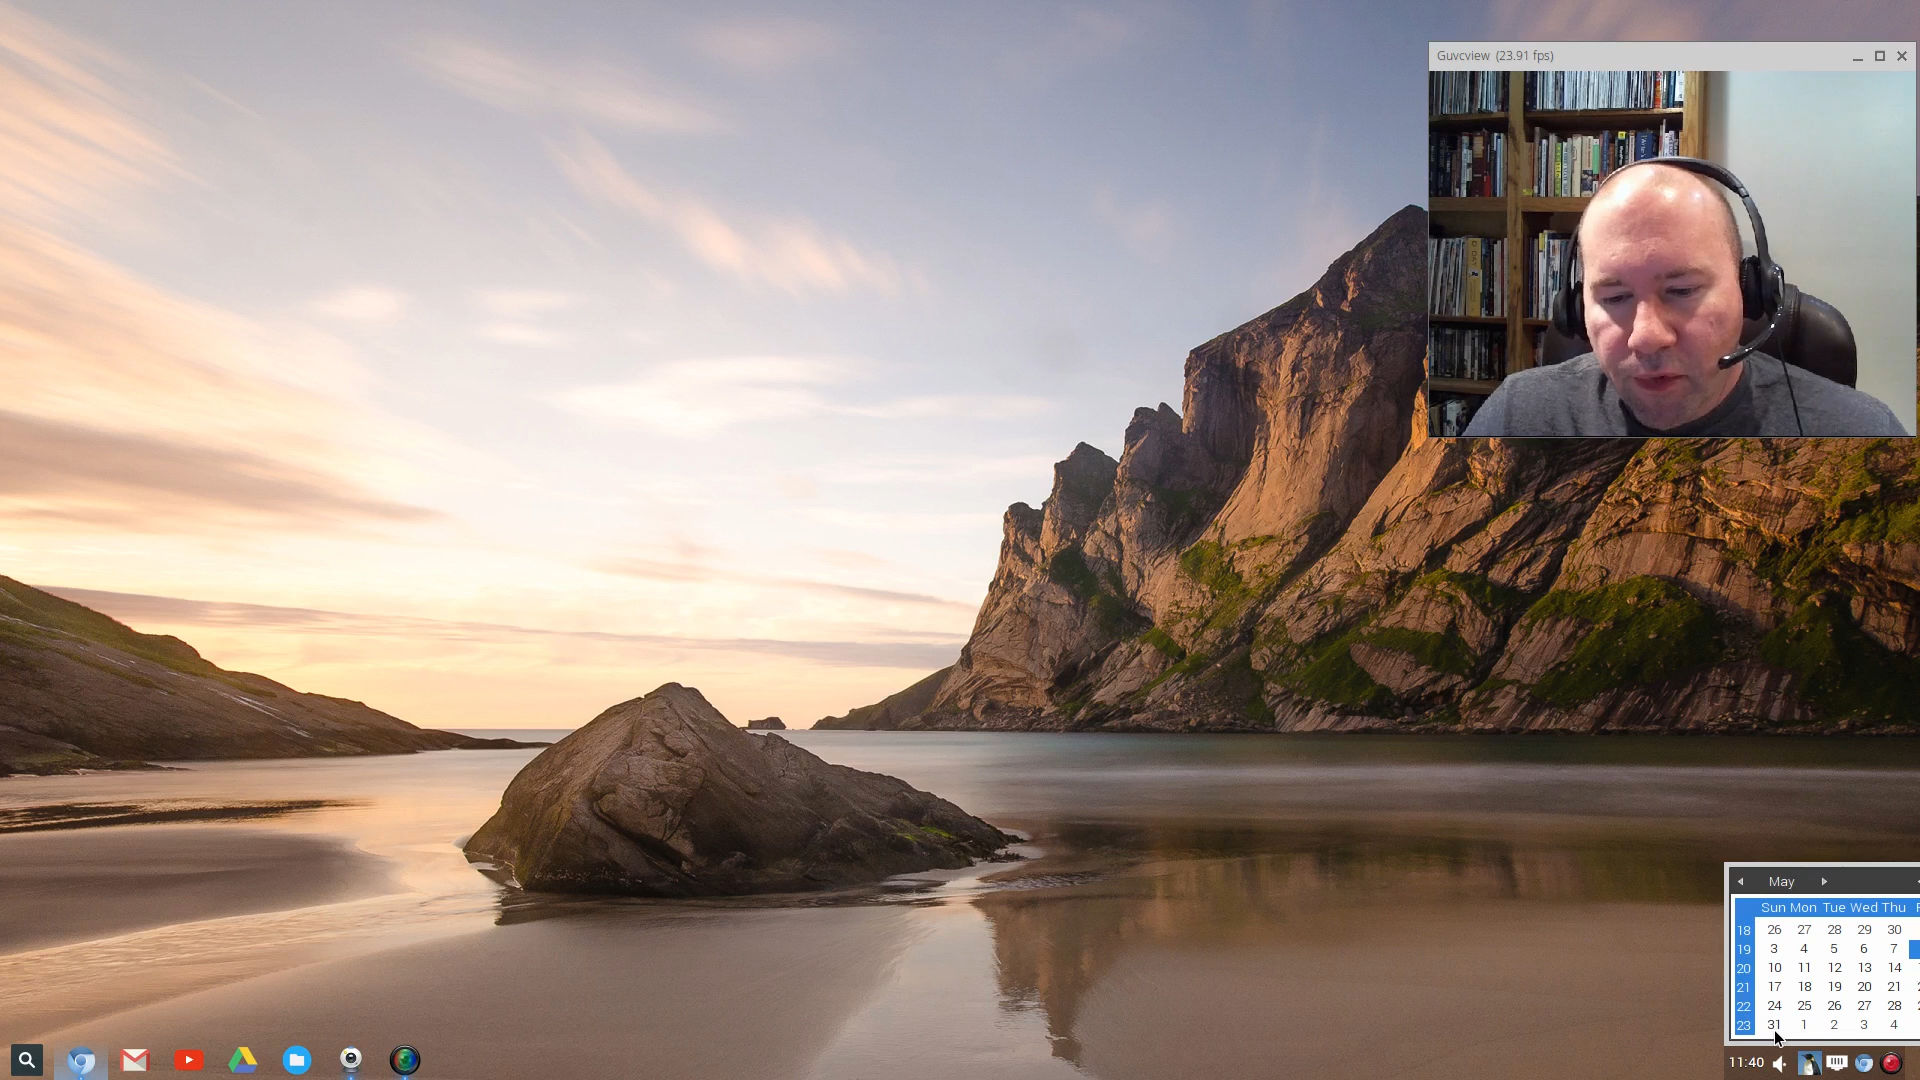 Guvcview (23.91 fps)
May
Sun Mon Tue Wed Thu
18 26 27 28 29 30
19 3 4 5 6 7
20 10 11 12 13 14
21 17 18 19 20 21
22 24 25 26 27 28
23 31 1 2 3 4
11:40